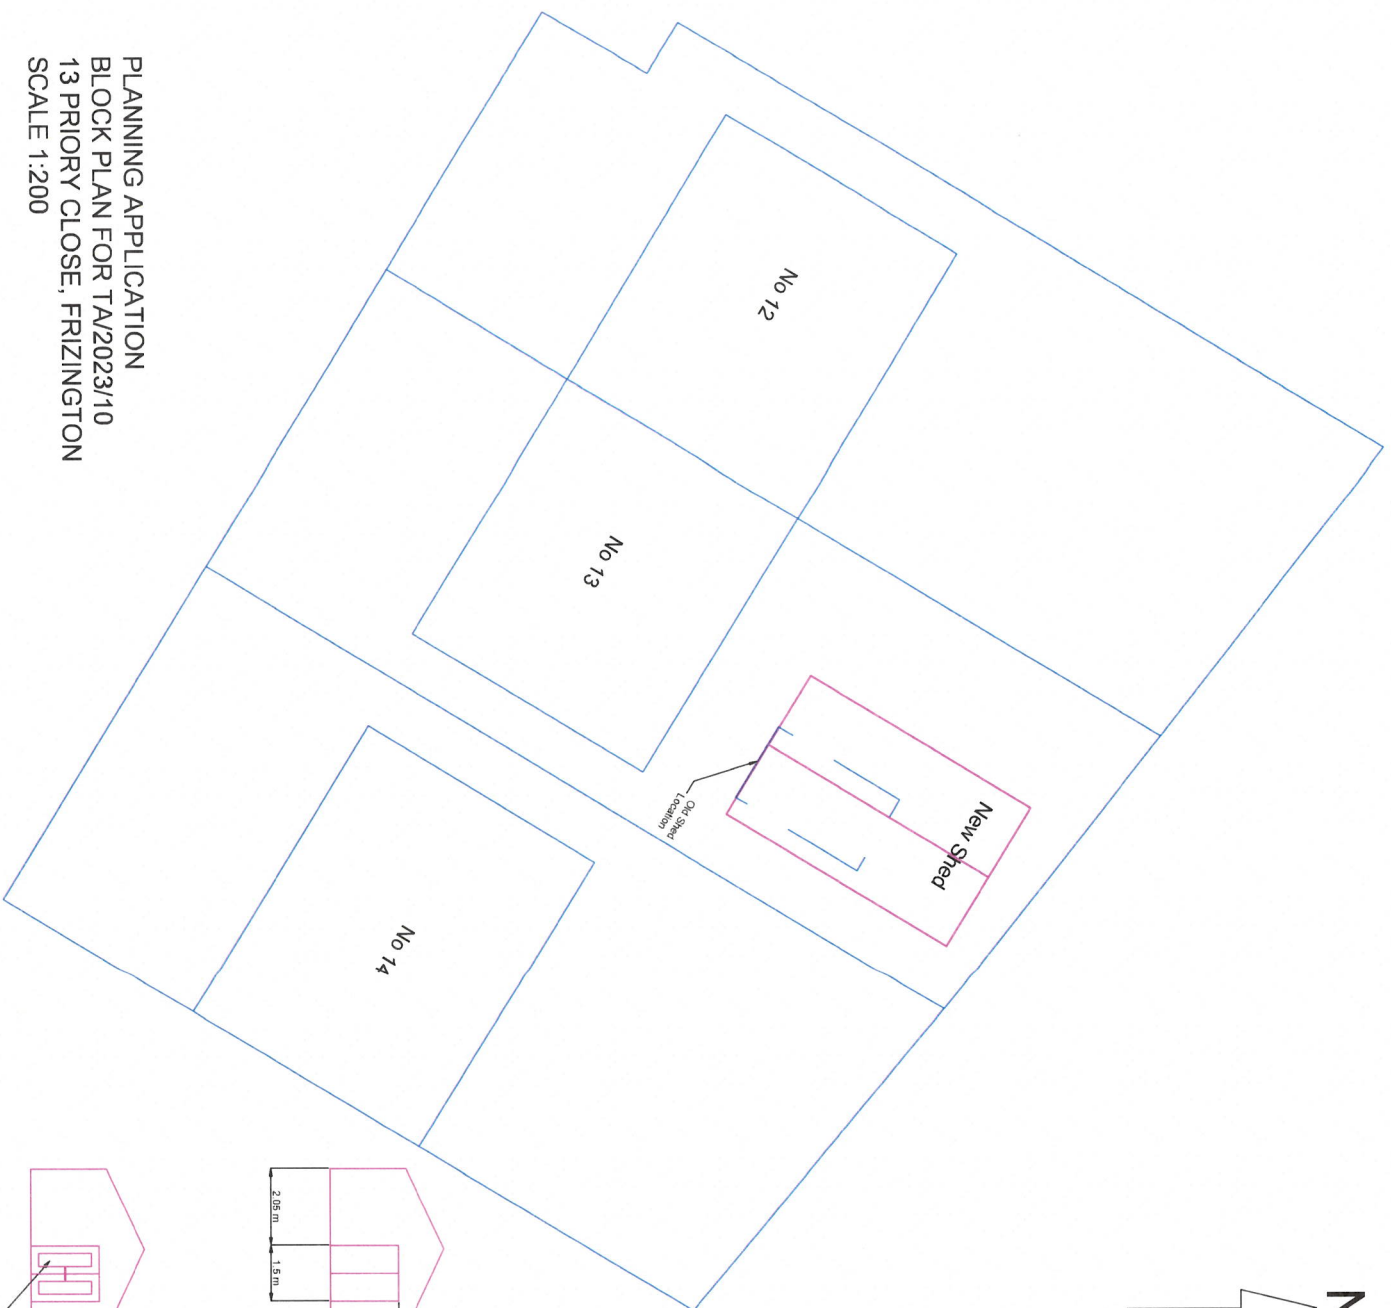 PLANNING APPLICATION
BLOCK PLAN FOR TA/2023/10
13 PRIORY CLOSE, FRIZINGTON
SCALE 1:200
No 12
No 13
No 14
New Shed
Old Shed
Location
2.05 m
1.5 m
N